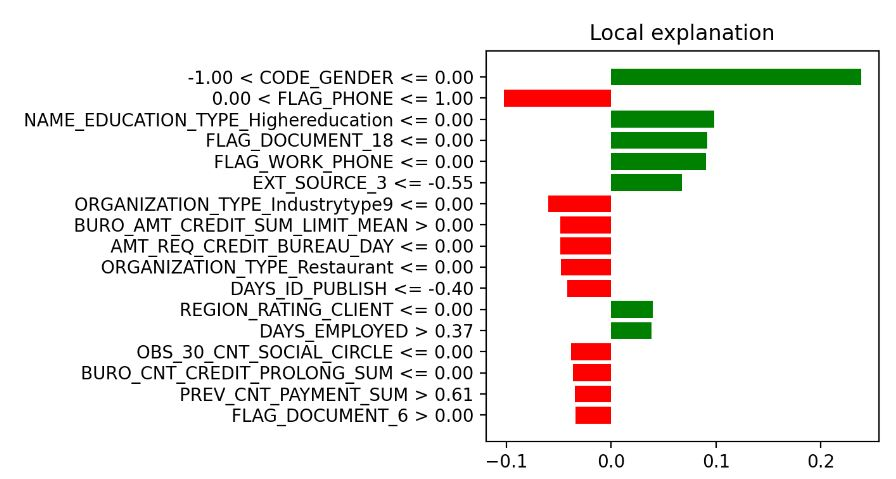 Local explanation
-1.00 < CODE_GENDER <= 0.00
0.00 < FLAG_PHONE <= 1.00
NAME_EDUCATION_TYPE_Highereducation <= 0.00
FLAG_DOCUMENT_18 <= 0.00
FLAG_WORK_PHONE <= 0.00
EXT_SOURCE_3 <= -0.55
ORGANIZATION_TYPE_Industrytype9 <= 0.00
BURO_AMT_CREDIT_SUM_LIMIT_MEAN > 0.00
AMT_REQ_CREDIT_BUREAU_DAY <= 0.00
ORGANIZATION_TYPE_Restaurant <= 0.00
DAYS_ID_PUBLISH <= -0.40
REGION_RATING_CLIENT <= 0.00
DAYS_EMPLOYED > 0.37
OBS_30_CNT_SOCIAL_CIRCLE <= 0.00
BURO_CNT_CREDIT_PROLONG_SUM <= 0.00
PREV_CNT_PAYMENT_SUM > 0.61
FLAG_DOCUMENT_6 > 0.00
−0.1 0.0 0.1 0.2